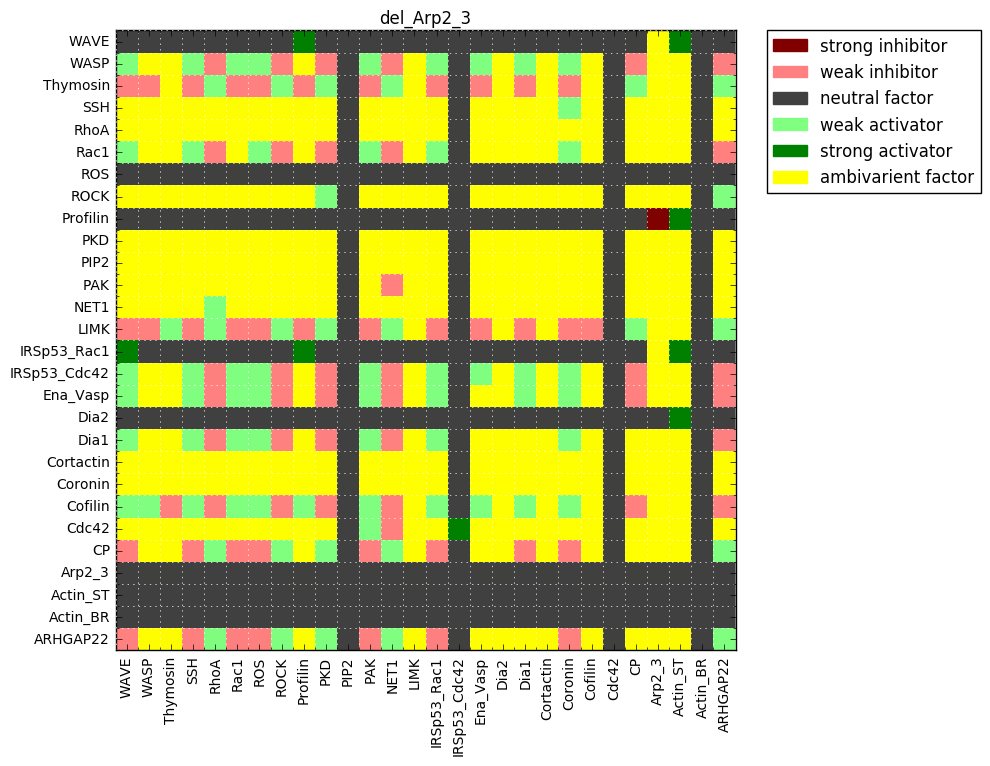 del_Arp2_3
WAVE
WASP
Thymosin
SSH
RhoA
Rac1
ROS
ROCK
Profilin
PKD
PIP2
PAK
NET1
LIMK
IRSp53_Rac1
IRSp53_Cdc42
Ena_Vasp
Dia2
Dia1
Cortactin
Coronin
Cofilin
Cdc42
CP
Arp2_3
Actin_ST
Actin_BR
ARHGAP22
WAVE
WASP
Thymosin
SSH
RhoA
Rac1
ROS
ROCK
Profilin
PKD
PIP2
PAK
NET1
LIMK
IRSp53_Rac1
IRSp53_Cdc42
Ena_Vasp
Dia2
Dia1
Cortactin
Coronin
Cofilin
Cdc42
CP
Arp2_3
Actin_ST
Actin_BR
ARHGAP22
strong inhibitor
weak inhibitor
neutral factor
weak activator
strong activator
ambivarient factor